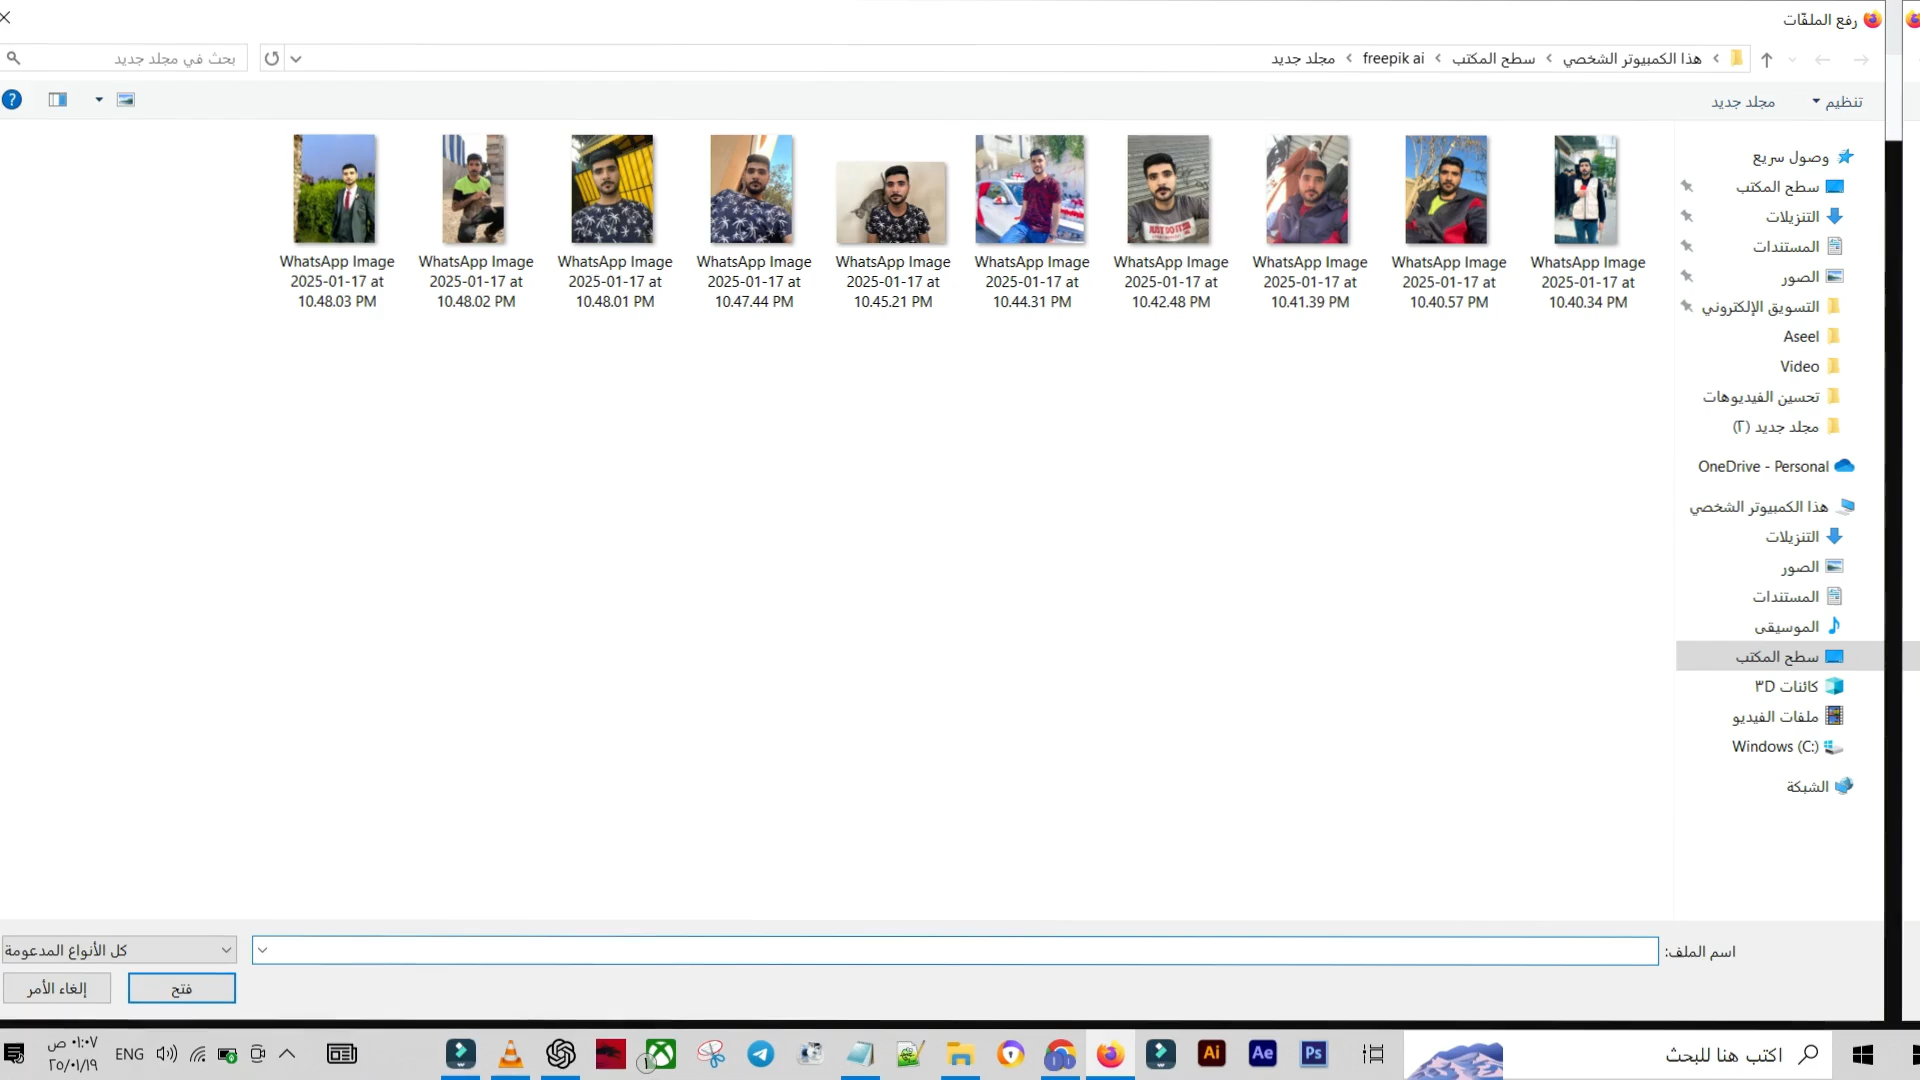 رفع الملفّات
هذا الكمبيوتر الشخصي
سطح المكتب
freepik ai
مجلد جديد
بحث في مجلد جديد
تنظيم
مجلد جديد
وصول سريع
سطح المكتب
التنزيلات
المستندات
الصور
التسويق الإلكتروني
Aseel
Video
تحسين الفيديوهات
مجلد جديد (٢)
OneDrive - Personal
هذا الكمبيوتر الشخصي
التنزيلات
الصور
المستندات
الموسيقى
سطح المكتب
كائنات ٣D
ملفات الفيديو
Windows (C:)
الشبكة
WhatsApp Image
2025-01-17 at
10.40.34 PM
WhatsApp Image
2025-01-17 at
10.40.57 PM
WhatsApp Image
2025-01-17 at
10.41.39 PM
WhatsApp Image
2025-01-17 at
10.42.48 PM
WhatsApp Image
2025-01-17 at
10.44.31 PM
WhatsApp Image
2025-01-17 at
10.45.21 PM
WhatsApp Image
2025-01-17 at
10.47.44 PM
WhatsApp Image
2025-01-17 at
10.48.01 PM
WhatsApp Image
2025-01-17 at
10.48.02 PM
WhatsApp Image
2025-01-17 at
10.48.03 PM
JUST DO IT
اسم الملف:
كل الأنواع المدعومة
فتح
إلغاء الأمر
اكتب هنا للبحث
Ps
Ae
Ai
ENG
٠١:٠٧ ص
٢٥/٠١/١٩